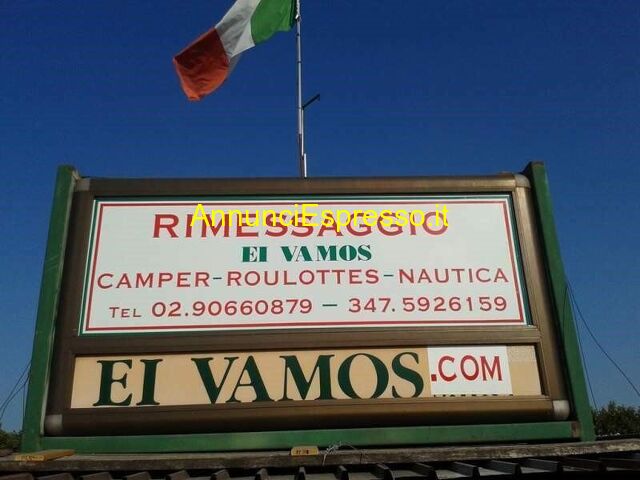 RIMESSAGGIO
AnnunciEspresso.it
EI VAMOS
CAMPER-ROULOTTES-NAUTICA
TEL 02.90660879 - 347.5926159
EI VAMOS.COM